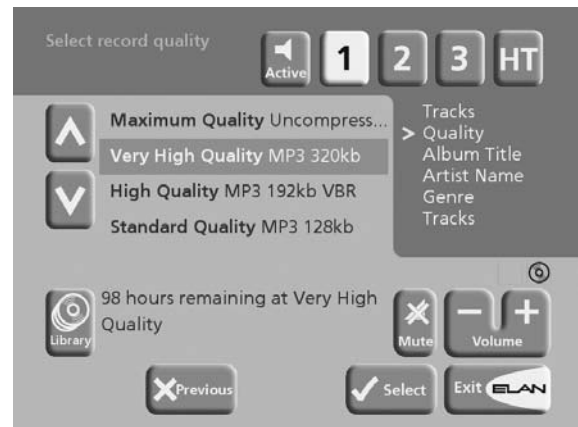 Select record quality
Active
1
2
3
HT
Maximum Quality Uncompress...
Very High Quality MP3 320kb
High Quality MP3 192kb VBR
Standard Quality MP3 128kb
Tracks
> Quality
Album Title
Artist Name
Genre
Tracks
Library
98 hours remaining at Very High
Quality
Mute
Volume
Previous
Select
Exit ELAN